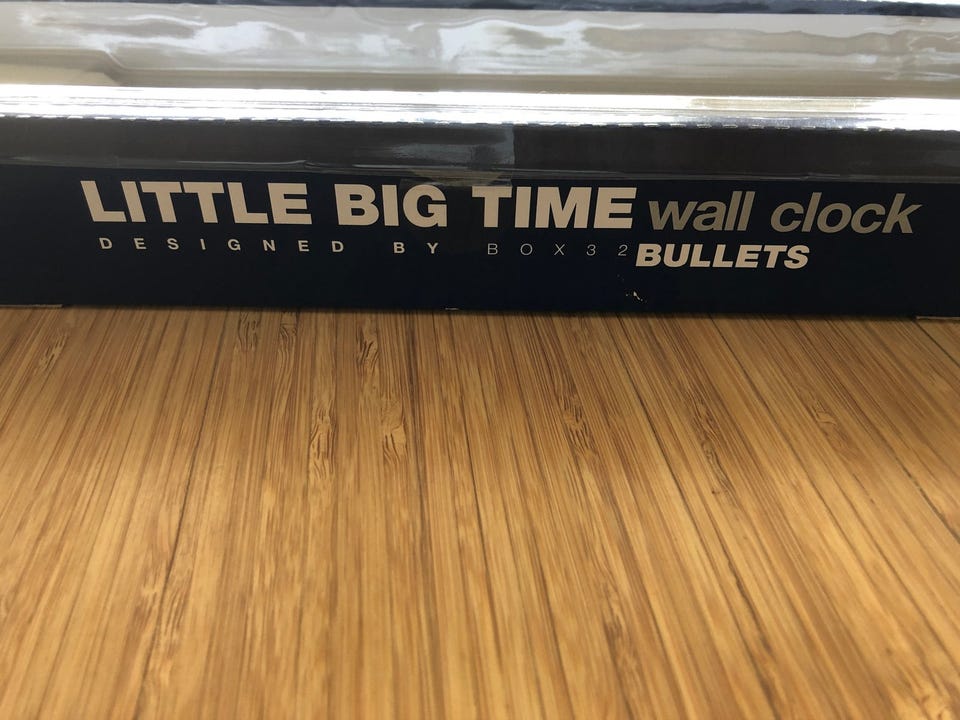 LITTLE BIG TIME wall clock
DESIGNED BY BOX32 BULLETS